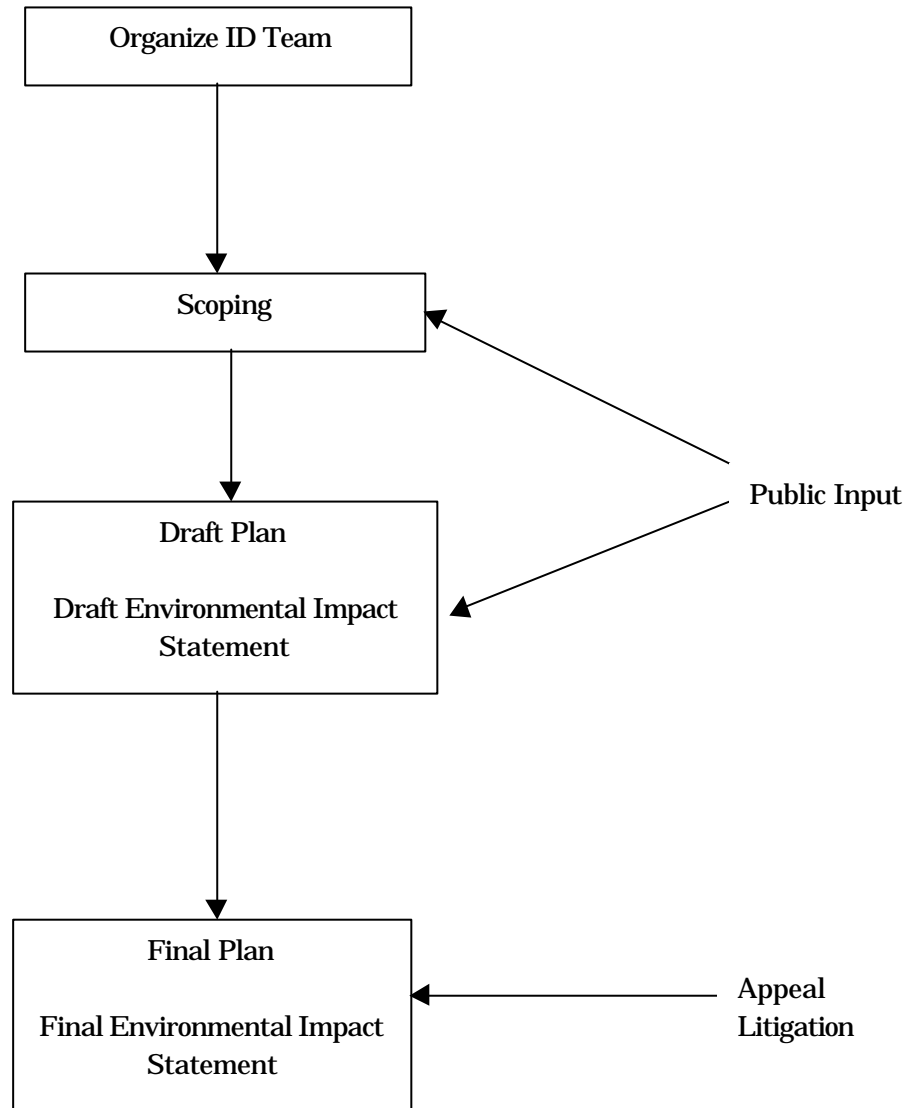 Organize ID Team
Scoping
Public Input
Draft Plan
Draft Environmental Impact
Statement
Final Plan
Final Environmental Impact
Statement
Appeal
Litigation